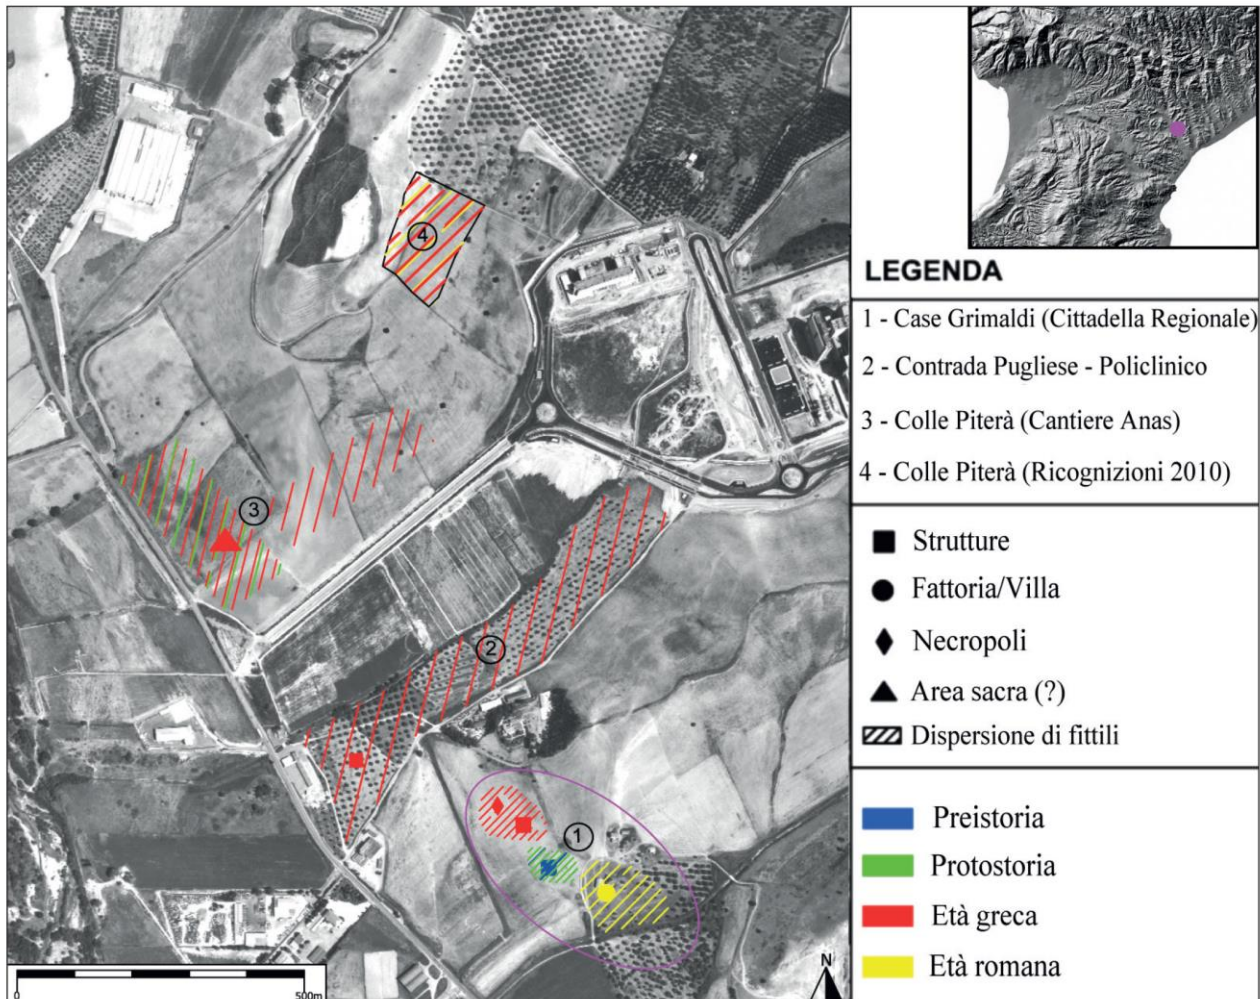 4
3
2
1
0
500m
N
LEGENDA
1 - Case Grimaldi (Cittadella Regionale)
2 - Contrada Pugliese - Policlinico
3 - Colle Piterà (Cantiere Anas)
4 - Colle Piterà (Ricognizioni 2010)
Strutture
Fattoria/Villa
Necropoli
Area sacra (?)
Dispersione di fittili
Preistoria
Protostoria
Età greca
Età romana